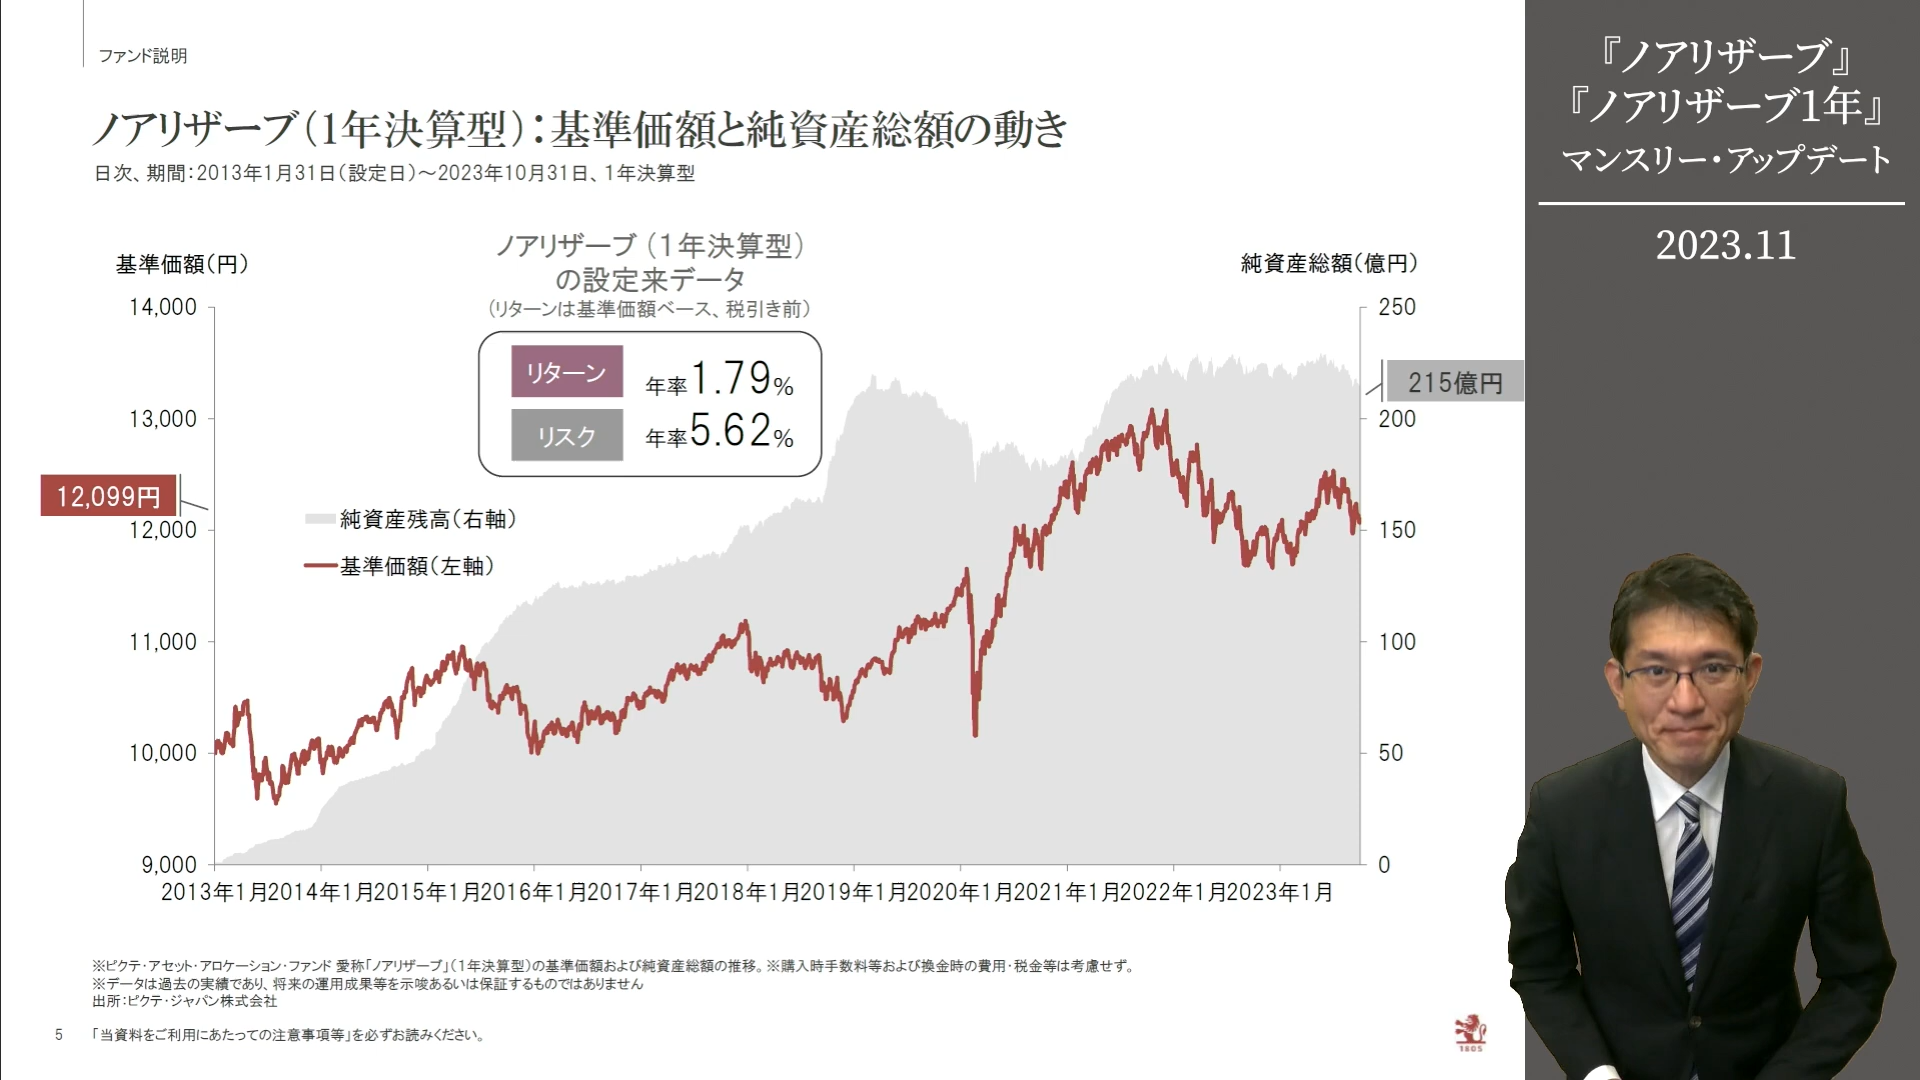 ファンド説明
ノアリザーブ（1年決算型）：基準価額と純資産総額の動き
日次、期間：2013年1月31日（設定日）～2023年10月31日、1年決算型
ノアリザーブ（1年決算型）
の設定来データ
（リターンは基準価額ベース、税引き前）
リターン 年率1.79%
リスク 年率5.62%
基準価額（円）
14,000
13,000
12,000
11,000
10,000
9,000
12,099円
純資産残高（右軸）
基準価額（左軸）
純資産総額（億円）
250
200
150
100
50
0
215億円
2013年1月 2014年1月 2015年1月 2016年1月 2017年1月 2018年1月 2019年1月 2020年1月 2021年1月 2022年1月 2023年1月
※ピクテ・アセット・アロケーション・ファンド 愛称「ノアリザーブ」（1年決算型）の基準価額および純資産総額の推移。※購入時手数料等および換金時の費用・税金等は考慮せず。
※データは過去の実績であり、将来の運用成果等を示唆あるいは保証するものではありません
出所：ピクテ・ジャパン株式会社
5 「当資料をご利用にあたっての注意事項等」を必ずお読みください。
1805
『ノアリザーブ』
『ノアリザーブ1年』
マンスリー・アップデート
2023.11